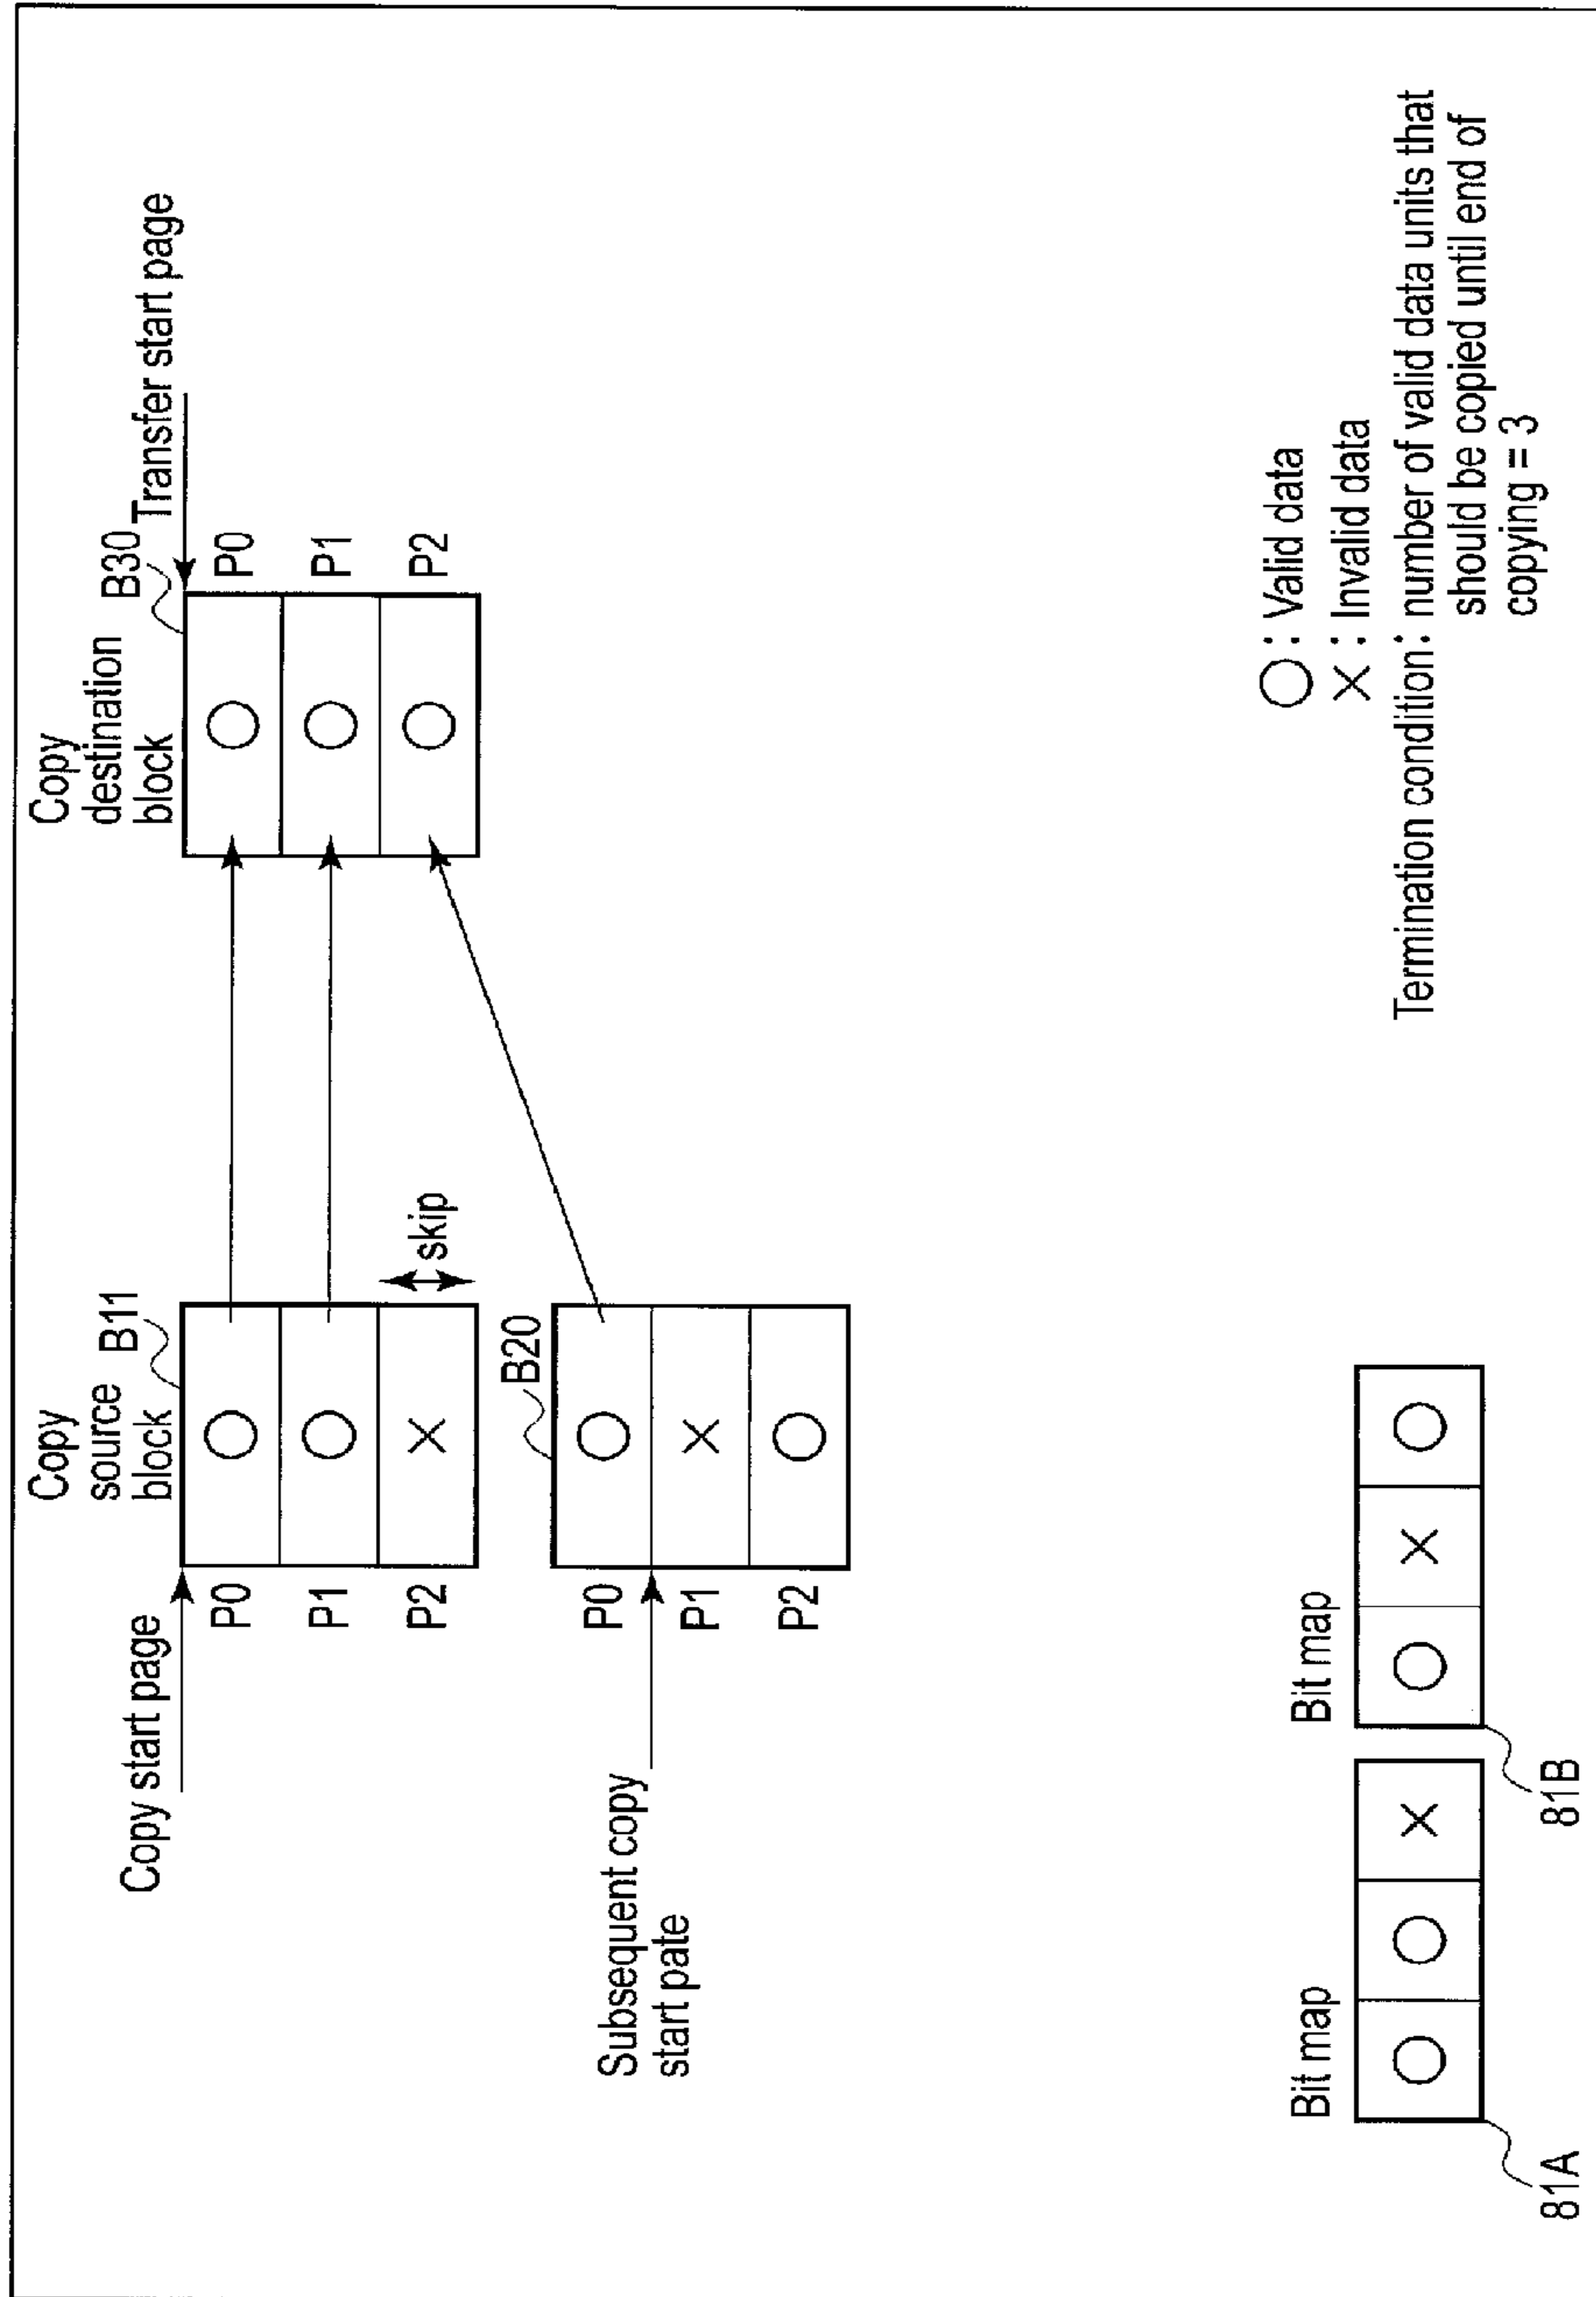 Copy
source
block
B11
Copy start page
P0
P1
P2
skip
Copy
destination
block
B30
Transfer start page
P0
P1
P2
B20
P0
P1
P2
Subsequent copy
start pate
Bit map
81A
Bit map
81B
○ : Valid data
× : Invalid data
Termination condition: number of valid data units that
should be copied until end of
copying = 3